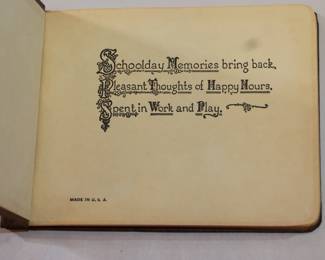 Schoolday Memories bring back,
Pleasant Thoughts of Happy Hours,
Spent in Work and Play.
MADE IN U. S. A.